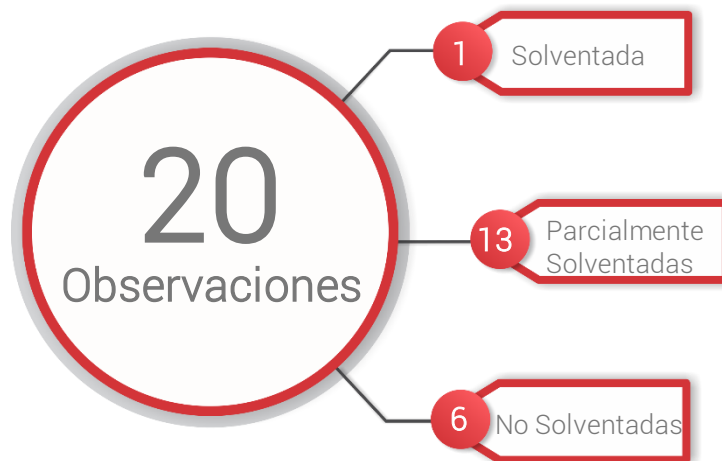 20
Observaciones
1
Solventada
13
Parcialmente
Solventadas
6
No Solventadas